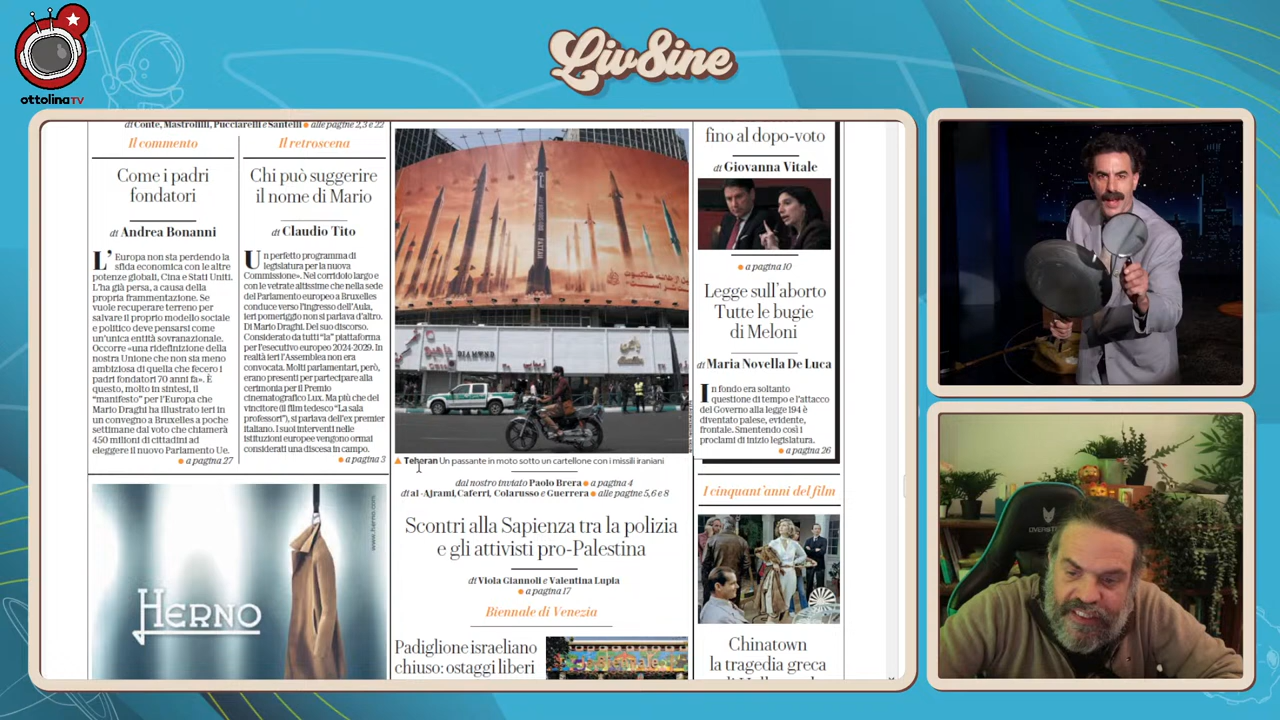 ottolina TV
Liv8ine
di Conte, Mastrolilli, Pucciarelli e Santelli ● alle pagine 2,3 e 22
Il commento
Come i padri
fondatori
di Andrea Bonanni
L' Europa non sta perdendo la
sfida economica con le altre
potenze globali, Cina e Stati Uniti.
L'ha già persa, a causa della
propria frammentazione. Se
vuole recuperare terreno per
salvare il proprio modello sociale
e politico deve pensarsi come
un'unica entità sovranazionale.
Occorre «una ridefinizione della
nostra Unione che non sia meno
ambiziosa di quella che fecero i
padri fondatori 70 anni fa». È
questo, molto in sintesi, il
"manifesto" per l'Europa che
Mario Draghi ha illustrato ieri in
un convegno a Bruxelles a poche
settimane dal voto che chiamerà
450 milioni di cittadini ad
eleggere il nuovo Parlamento Ue.
● a pagina 27
Il retroscena
Chi può suggerire
il nome di Mario
di Claudio Tito
Un perfetto programma di
legislatura per la nuova
Commissione». Nel corridoio largo e
con le vetrate altissime che nella sede
del Parlamento europeo a Bruxelles
conduce verso l'ingresso dell'Aula,
ieri pomeriggio non si parlava d'altro.
Di Mario Draghi. Del suo discorso.
Considerato da tutti "la" piattaforma
per l'esecutivo europeo 2024-2029. In
realtà ieri l'Assemblea non era
convocata. Molti parlamentari, però,
erano presenti per partecipare alla
cerimonia per il Premio
cinematografico Lux. Ma più che del
vincitore (il film tedesco "La sala
professori"), si parlava dell'ex premier
italiano. I suoi interventi nelle
istituzioni europee vengono ormai
considerati una discesa in campo.
● a pagina 3
HERNO
www.herno.com
DIAMOND
▲ Teheran Un passante in moto sotto un cartellone con i missili iraniani
dal nostro inviato Paolo Brera ● a pagina 4
di al-Ajrami, Caferri, Colarusso e Guerrera ● alle pagine 5,6 e 8
Scontri alla Sapienza tra la polizia
e gli attivisti pro-Palestina
di Viola Giannoli e Valentina Lupia
● a pagina 17
Biennale di Venezia
Padiglione israeliano
chiuso: ostaggi liberi
fino al dopo-voto
di Giovanna Vitale
● a pagina 10
Legge sull'aborto
Tutte le bugie
di Meloni
di Maria Novella De Luca
In fondo era soltanto
questione di tempo e l'attacco
del Governo alla legge 194 è
diventato palese, evidente,
frontale. Smentendo così i
proclami di inizio legislatura.
● a pagina 26
I cinquant'anni del film
Chinatown
la tragedia greca